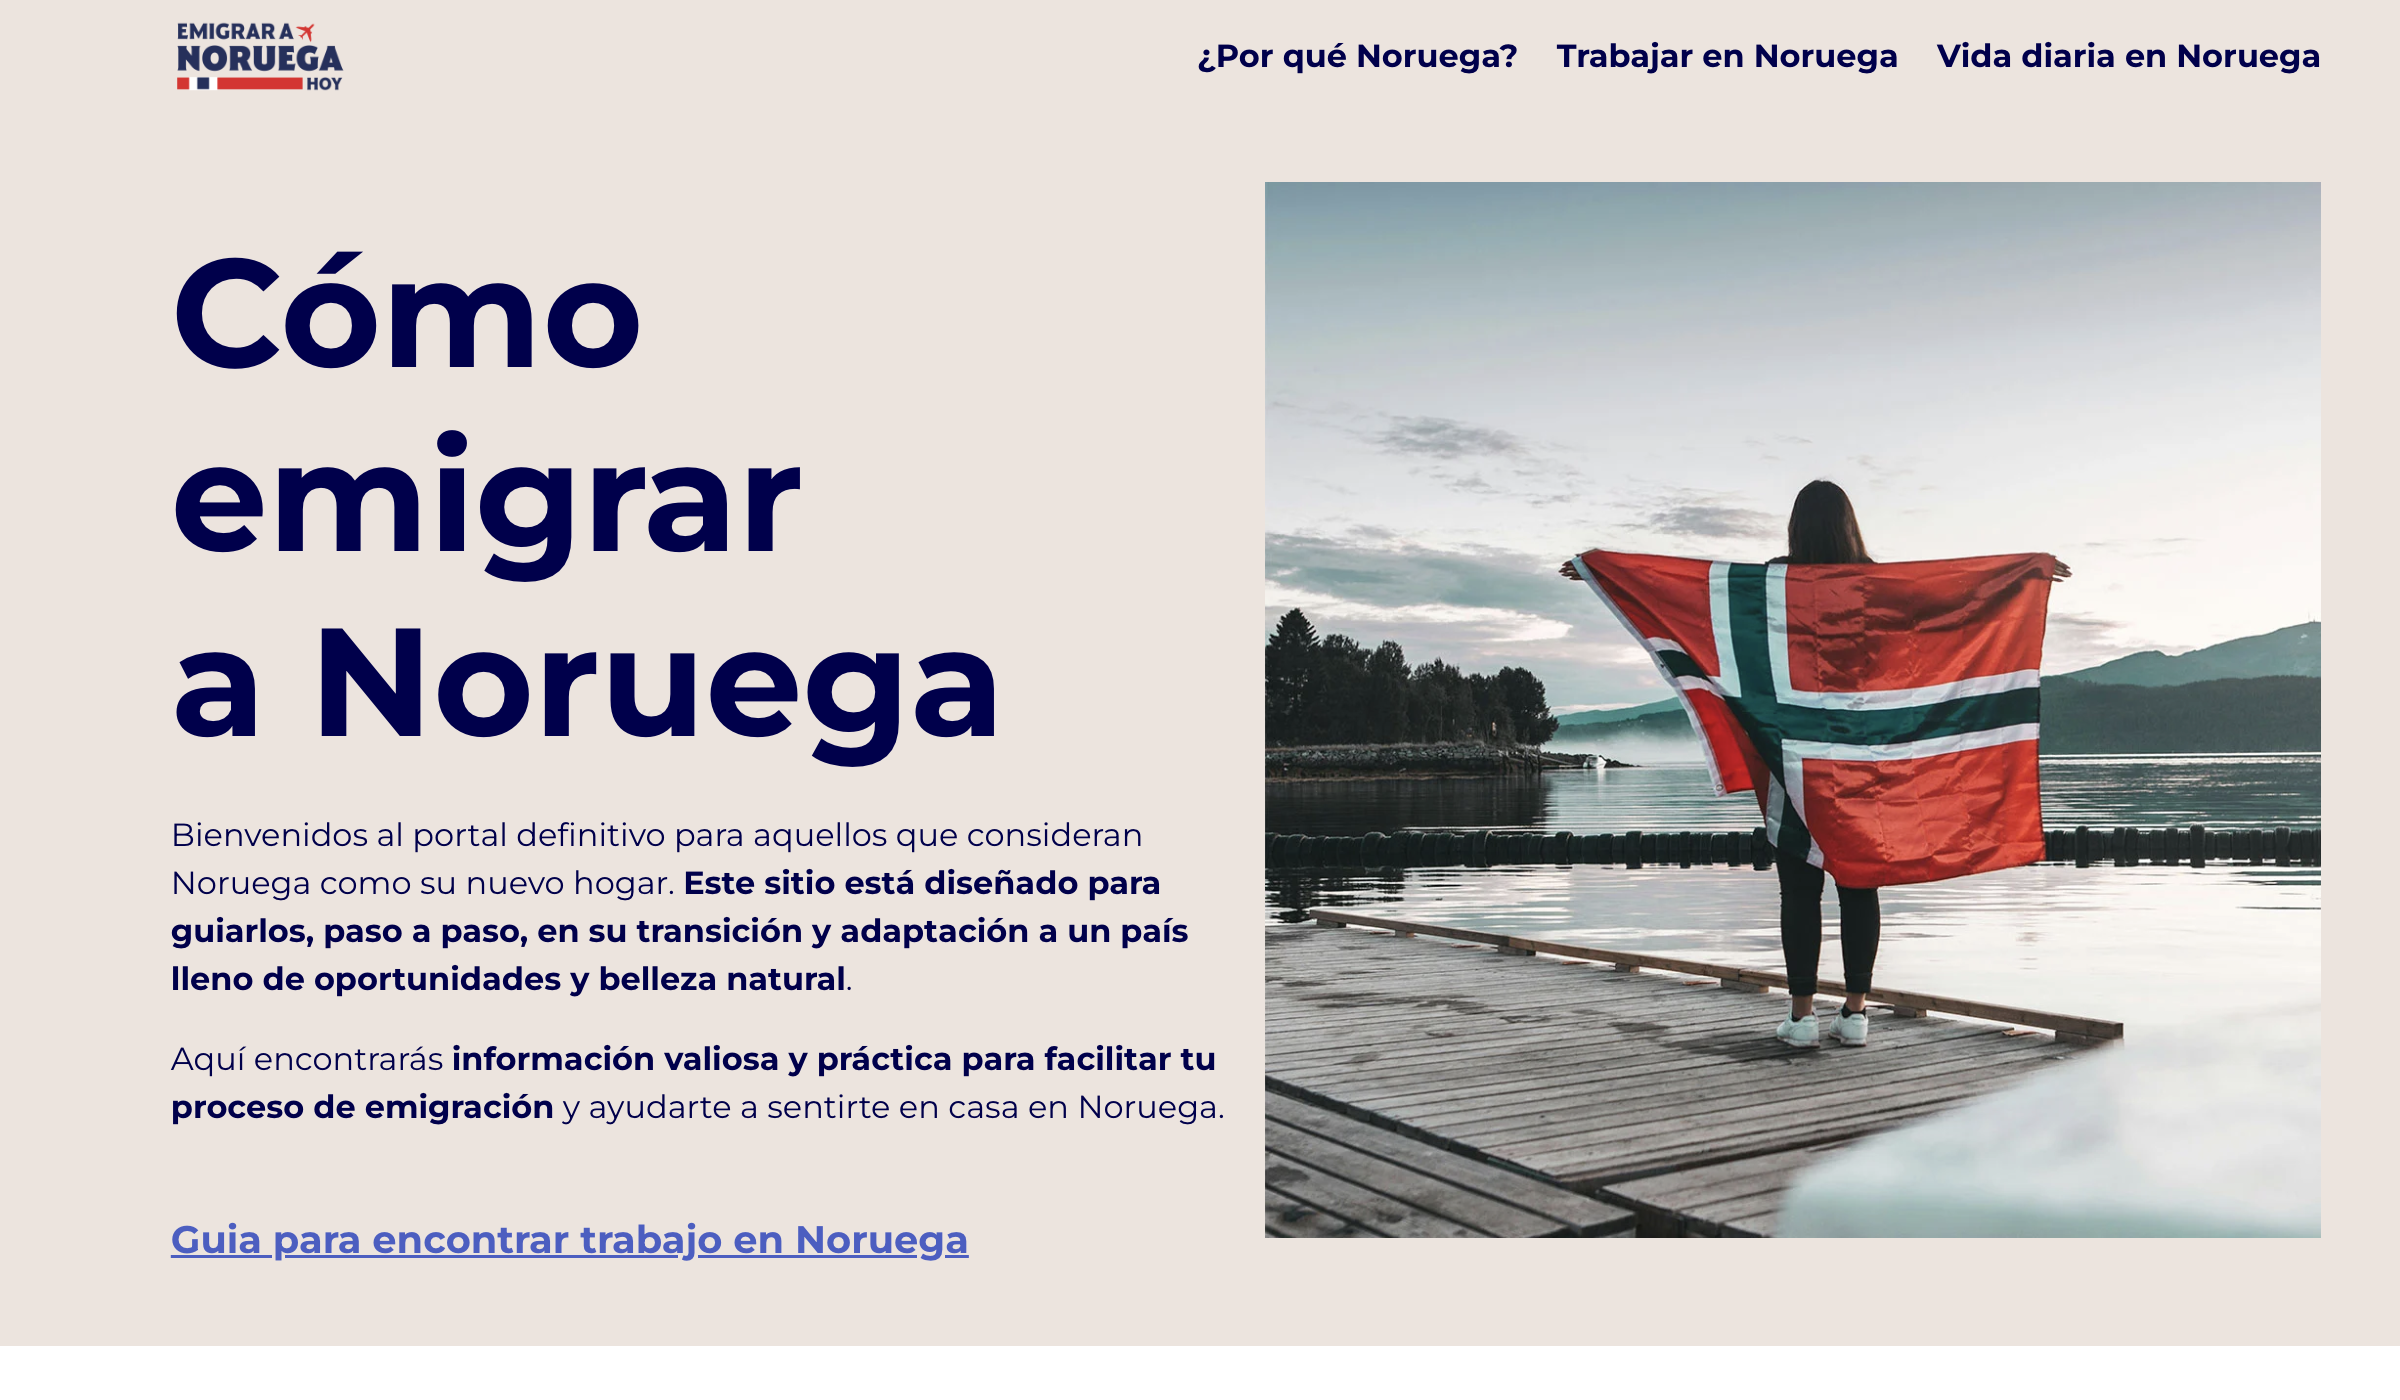 EMIGRAR A
NORUEGA
HOY
¿Por qué Noruega? Trabajar en Noruega Vida diaria en Noruega
Cómo
emigrar
a Noruega
Bienvenidos al portal definitivo para aquellos que consideran
Noruega como su nuevo hogar. Este sitio está diseñado para
guiarlos, paso a paso, en su transición y adaptación a un país
lleno de oportunidades y belleza natural.
Aquí encontrarás información valiosa y práctica para facilitar tu
proceso de emigración y ayudarte a sentirte en casa en Noruega.
Guia para encontrar trabajo en Noruega